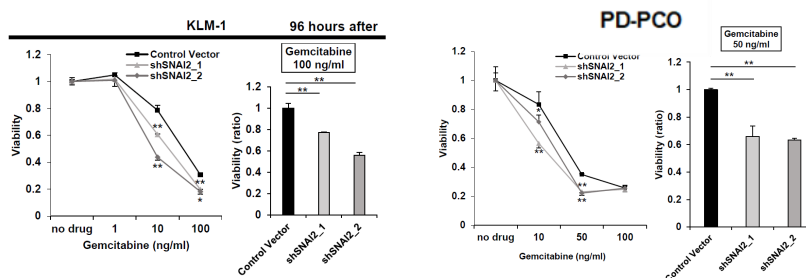 KLM-1 96 hours after
Viability
1.2
1
0.8
0.6
0.4
0.2
0
Control Vector
shSNAI2_1
shSNAI2_2
**
**
**
*
no drug 1 10 100
Gemcitabine (ng/ml)
Gemcitabine
100 ng/ml
**
**
Viability (ratio)
1.2
1
0.8
0.6
0.4
0.2
0
Control Vector
shSNAI2_1
shSNAI2_2
PD-PCO
Viability
1.2
1.0
0.8
0.6
0.4
0.2
Control Vector
shSNAI2_1
shSNAI2_2
*
**
**
**
no drug 10 50 100
Gemcitabine (ng/ml)
Gemcitabine
50 ng/ml
**
**
Viability (ratio)
1.2
1.0
0.8
0.6
0.4
0.2
0
Control Vector
shSNAI2_1
shSNAI2_2